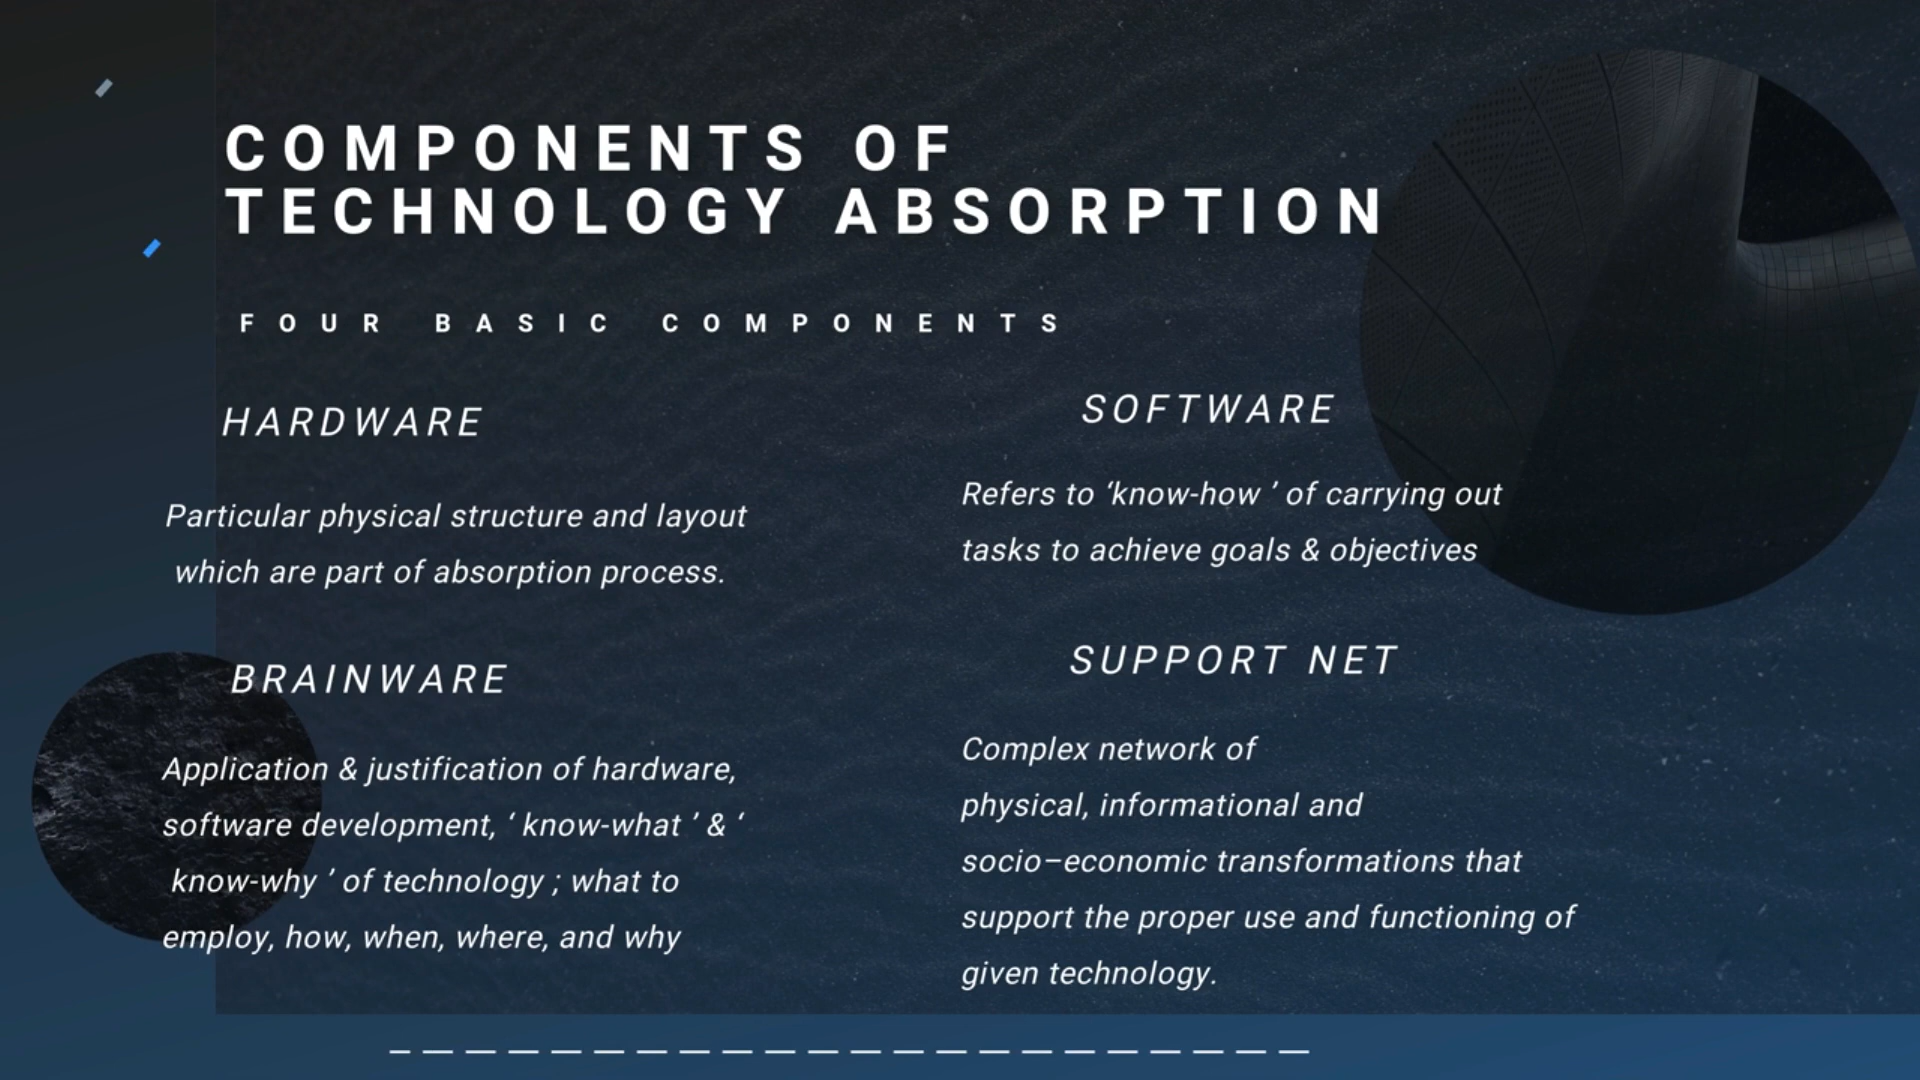 COMPONENTS OF
TECHNOLOGY ABSORPTION
FOUR BASIC COMPONENTS
HARDWARE
Particular physical structure and layout
which are part of absorption process.
SOFTWARE
Refers to ‘know-how ’ of carrying out
tasks to achieve goals & objectives
BRAINWARE
Application & justification of hardware,
software development, ‘ know-what ’ & ‘
know-why ’ of technology ; what to
employ, how, when, where, and why
SUPPORT NET
Complex network of
physical, informational and
socio–economic transformations that
support the proper use and functioning of
given technology.